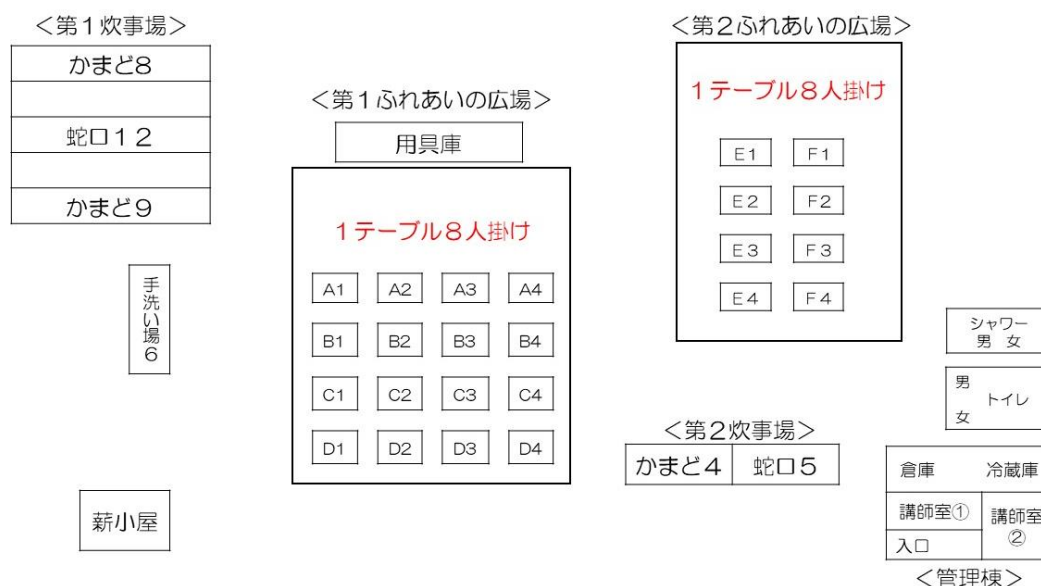 ＜第１炊事場＞
かまど8
蛇口１２
かまど9
手洗い場６
薪小屋
＜第１ふれあいの広場＞
用具庫
１テーブル８人掛け
A1 A2 A3 A4
B1 B2 B3 B4
C1 C2 C3 C4
D1 D2 D3 D4
＜第２ふれあいの広場＞
１テーブル８人掛け
E1 F1
E2 F2
E3 F3
E4 F4
＜第２炊事場＞
かまど4 蛇口5
シャワー
男 女
男
トイレ
女
倉庫 冷蔵庫
講師室①
入口
講師室
②
＜管理棟＞